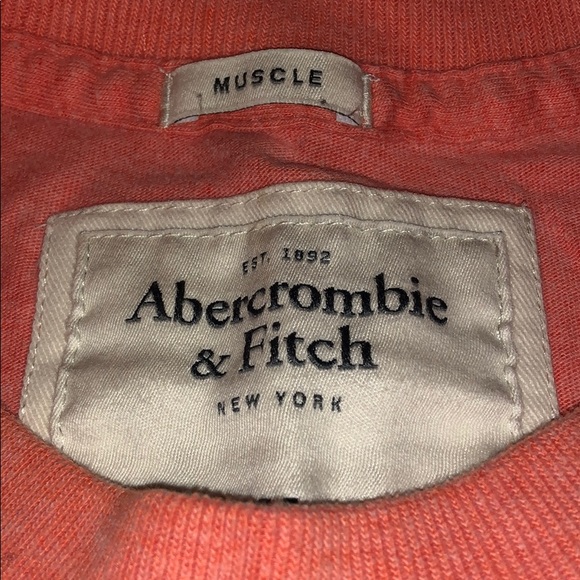 MUSCLE
EST. 1892
Abercrombie
& Fitch
NEW YORK